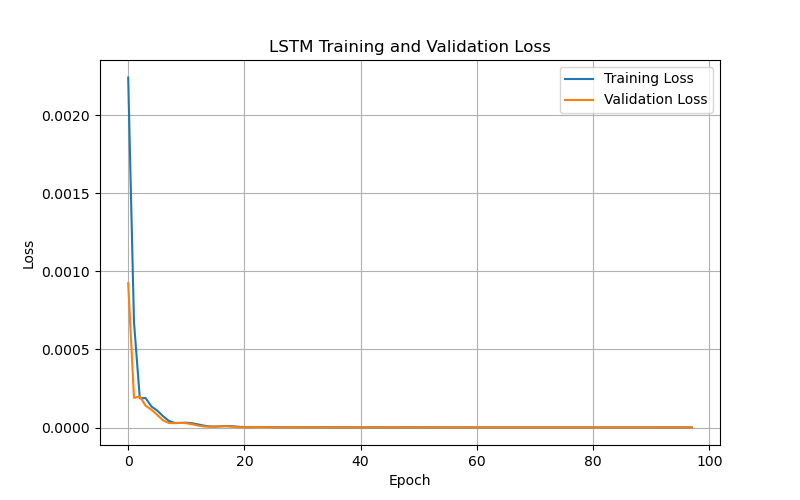 LSTM Training and Validation Loss
Training Loss
Validation Loss
0.0020
0.0015
0.0010
0.0005
0.0000
Loss
0 20 40 60 80 100
Epoch